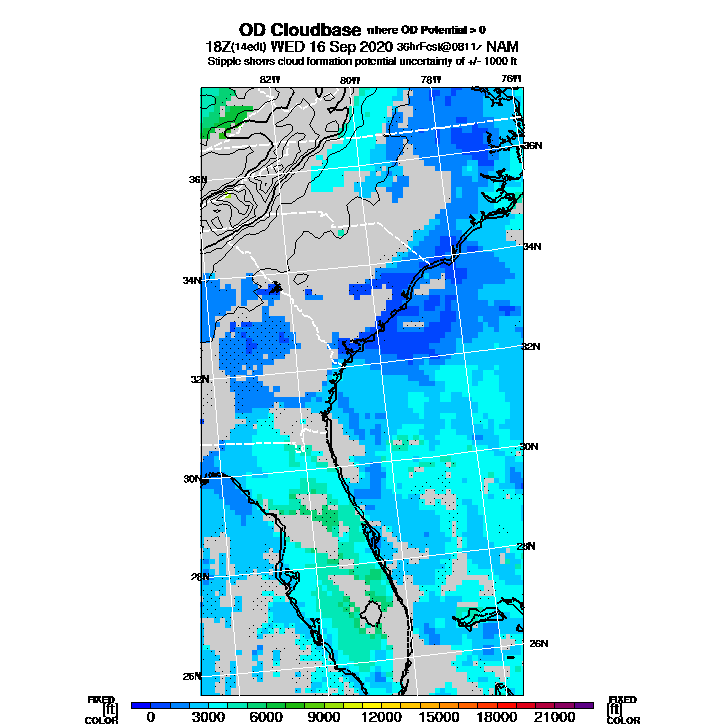 OD Cloudbase where OD Potential > 0
18Z(14edt) WED 16 Sep 2020 36hrFcst@0811z NAM
Stipple shows cloud formation potential uncertainty of +/- 1000 ft
82W 80W 78W 76W
36N 36N
34N 34N
32N 32N
30N 30N
28N 28N
26N 26N
FIXED FIXED
[ft] [ft]
COLOR COLOR
0 3000 6000 9000 12000 15000 18000 21000